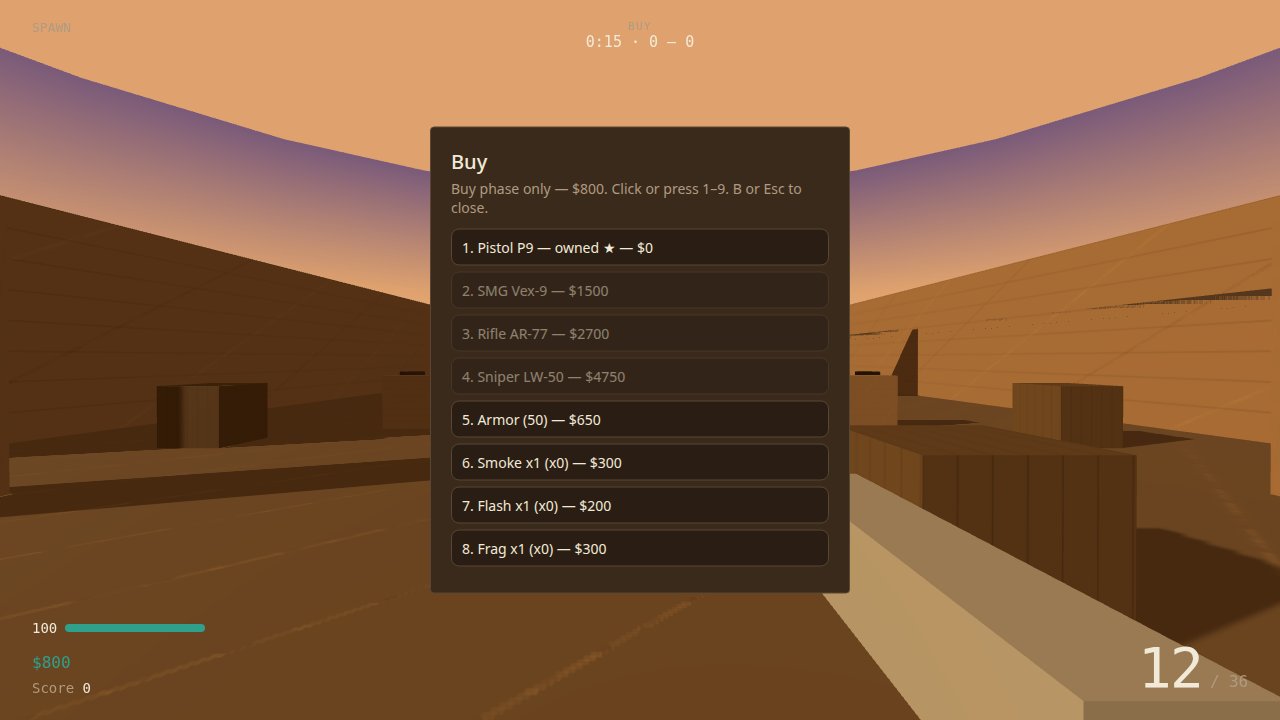 SPAWN
BUY
0:15 · 0 — 0
Buy
Buy phase only — $800. Click or press 1–9. B or Esc to
close.
1. Pistol P9 — owned ★ — $0
2. SMG Vex-9 — $1500
3. Rifle AR-77 — $2700
4. Sniper LW-50 — $4750
5. Armor (50) — $650
6. Smoke x1 (x0) — $300
7. Flash x1 (x0) — $200
8. Frag x1 (x0) — $300
100
$800
Score 0
12 / 36